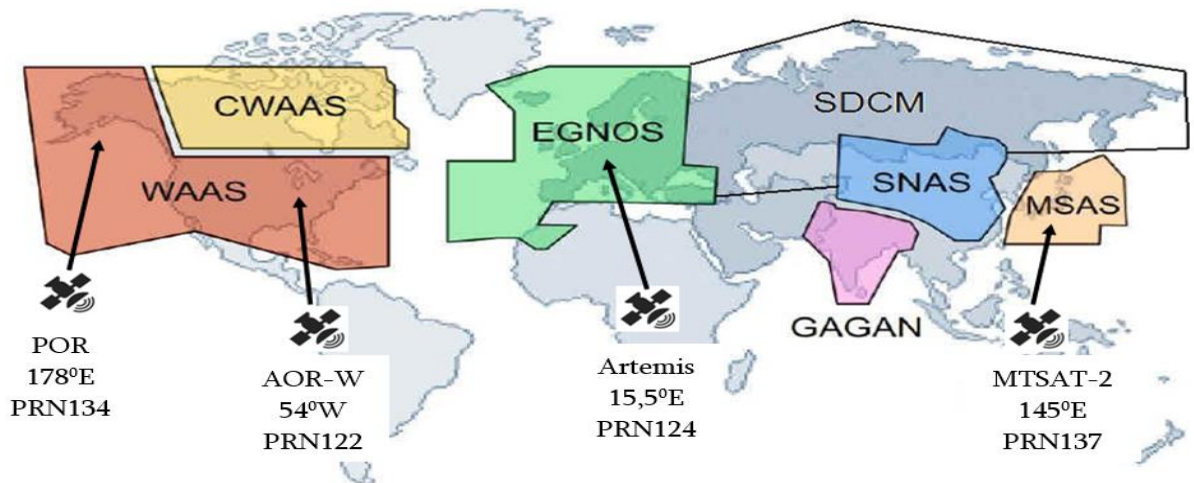 CWAAS
WAAS
EGNOS
SDCM
SNAS
MSAS
GAGAN
POR
178⁰E
PRN134
AOR-W
54⁰W
PRN122
Artemis
15,5⁰E
PRN124
MTSAT-2
145⁰E
PRN137